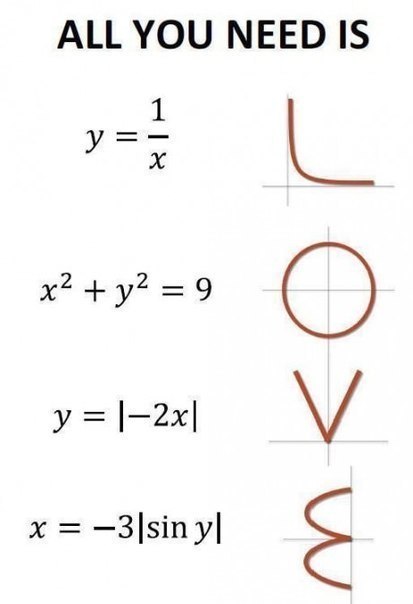 ALL YOU NEED IS
y = 1/x
x² + y² = 9
y = |−2x|
x = −3|sin y|